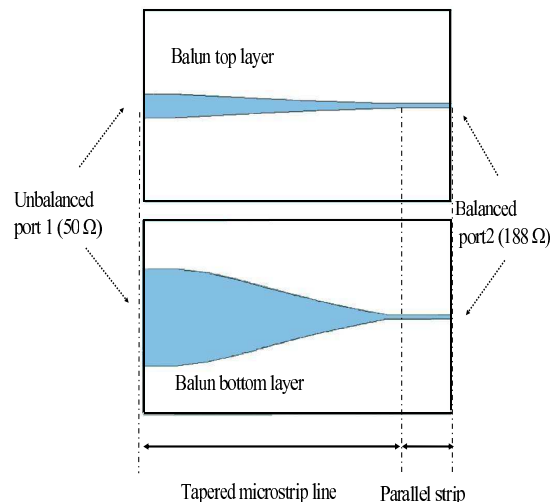 Balun top layer
Unbalanced
port 1 (50 Ω)
Balanced
port2 (188 Ω)
Balun bottom layer
Tapered microstrip line
Parallel strip